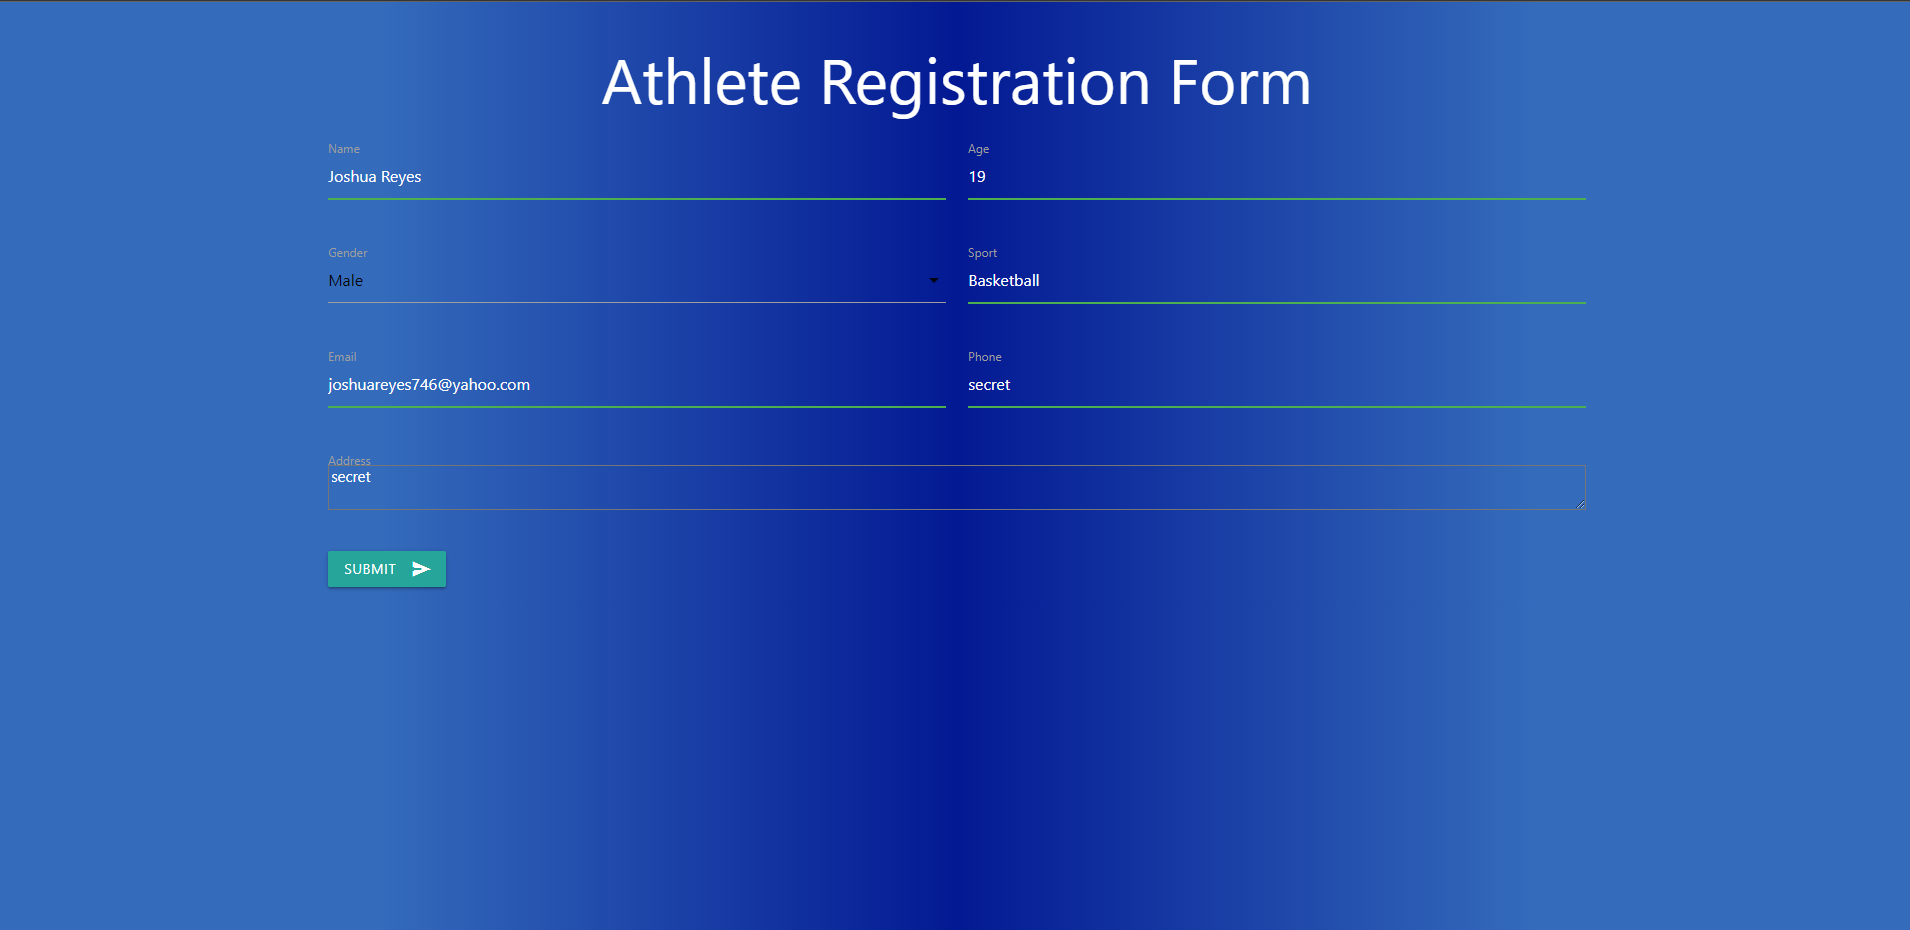 Athlete Registration Form
Name
Joshua Reyes
Age
19
Gender
Male
Sport
Basketball
Email
joshuareyes746@yahoo.com
Phone
secret
Address
secret
SUBMIT